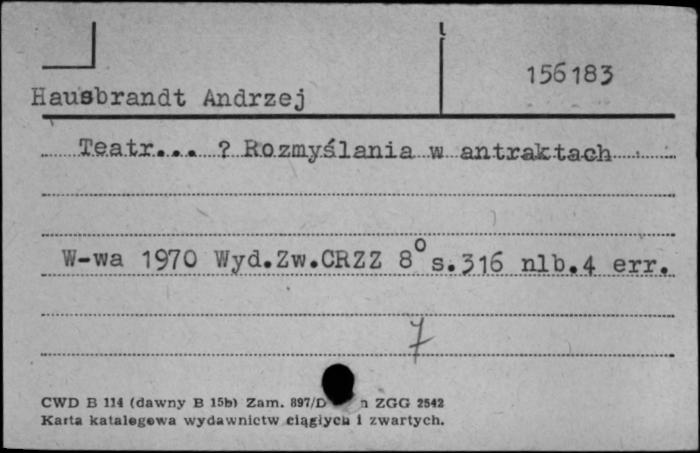 156183
Hausbrandt Andrzej
Teatr... ? Rozmyślania w antraktach
W-wa 1970 Wyd.Zw.CRZZ 8° s.316 nlb.4 err.
7
CWD B 114 (dawny B 15b) Zam. 897/D n ZGG 2542
Karta katalogowa wydawnictw ciągłych i zwartych.